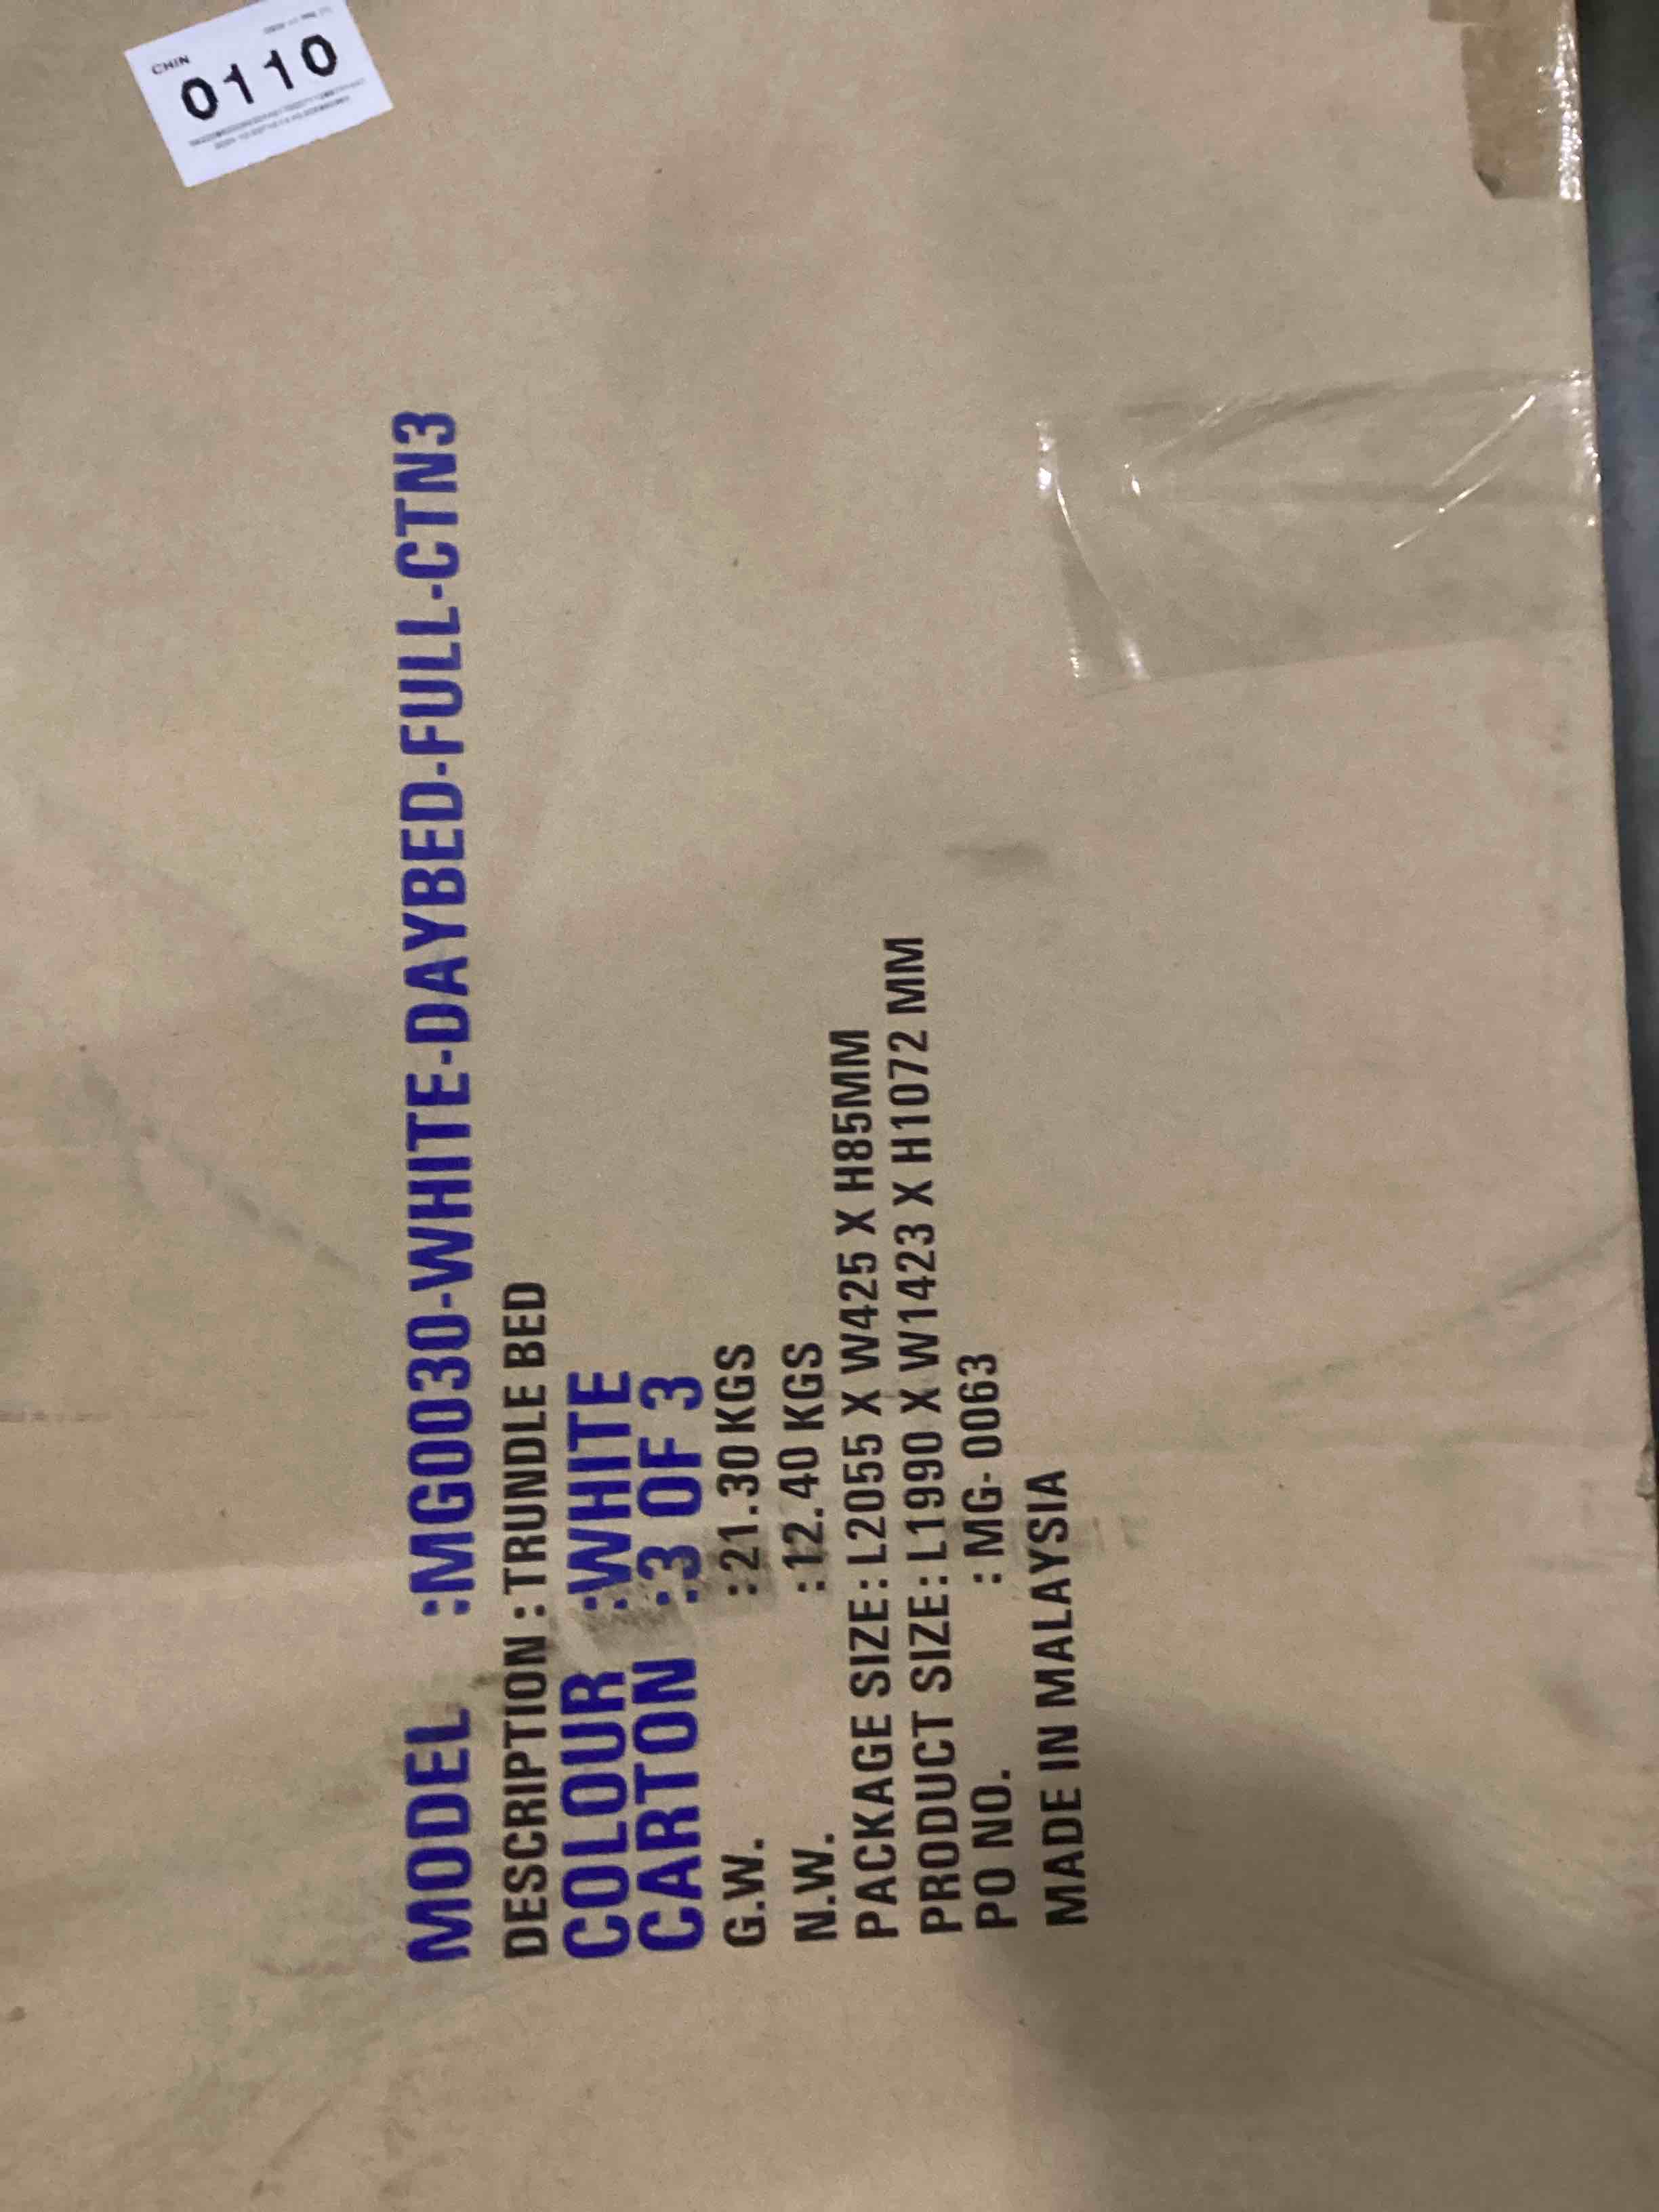 CHIN
0110
MODEL :MG0030-WHITE-DAYBED-FULL-CTN3
DESCRIPTION : TRUNDLE BED
COLOUR :WHITE
CARTON :3 OF 3
G.W. : 21.30 KGS
N.W. : 12.40 KGS
PACKAGE SIZE : L2055 X W425 X H85MM
PRODUCT SIZE : L1990 X W1423 X H1072 MM
PO NO. : MG-0063
MADE IN MALAYSIA